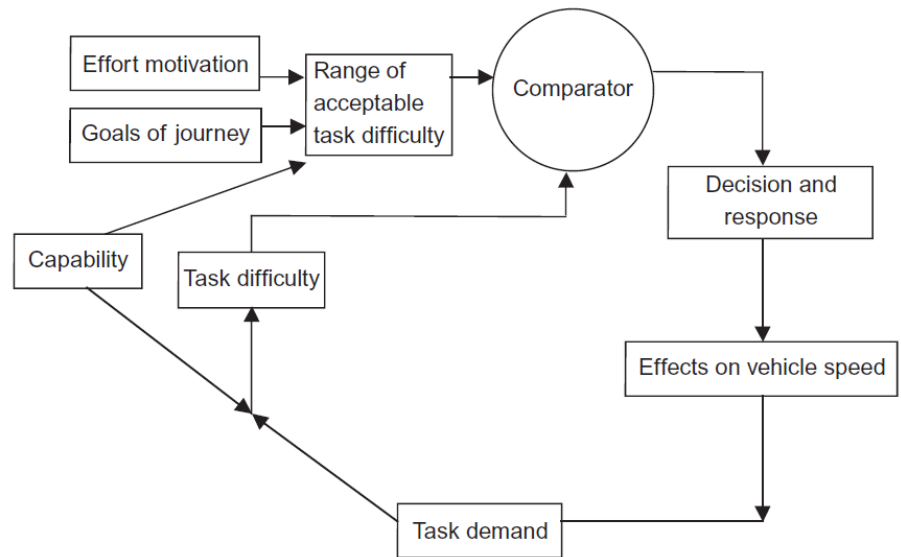 Effort motivation
Goals of journey
Range of
acceptable
task difficulty
Comparator
Decision and
response
Capability
Task difficulty
Effects on vehicle speed
Task demand